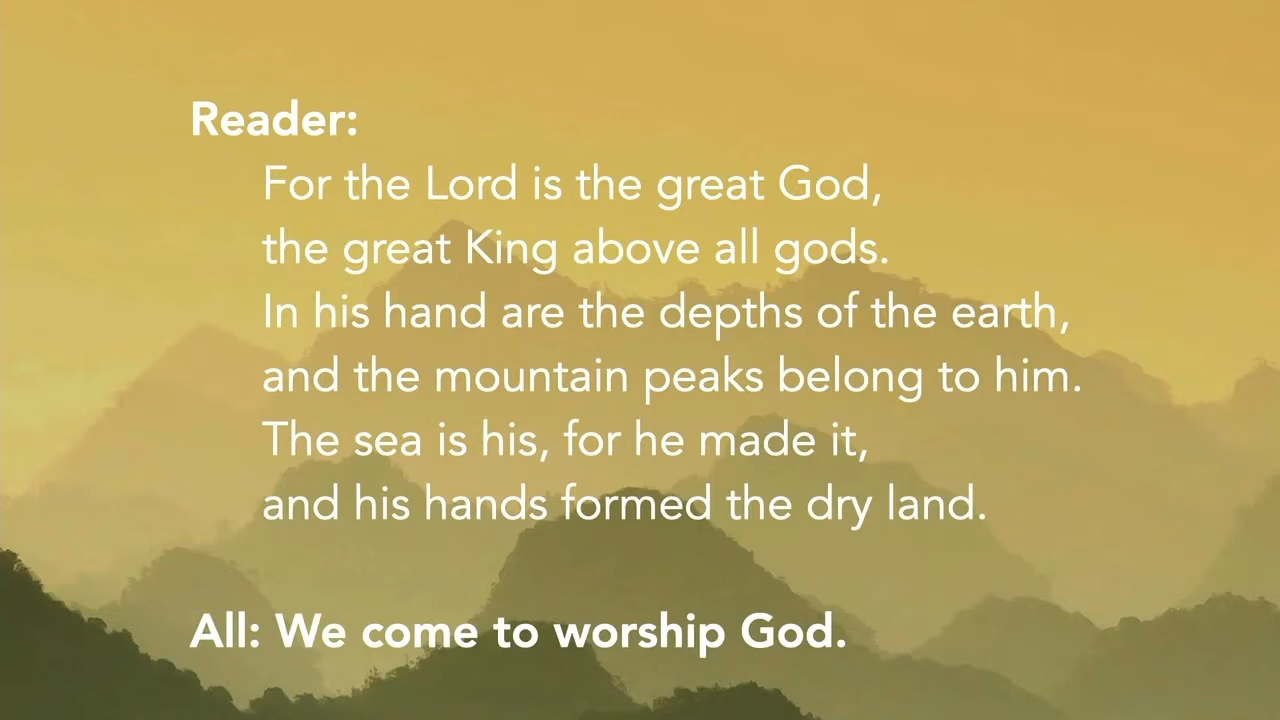 Reader:
For the Lord is the great God,
the great King above all gods.
In his hand are the depths of the earth,
and the mountain peaks belong to him.
The sea is his, for he made it,
and his hands formed the dry land.
All: We come to worship God.